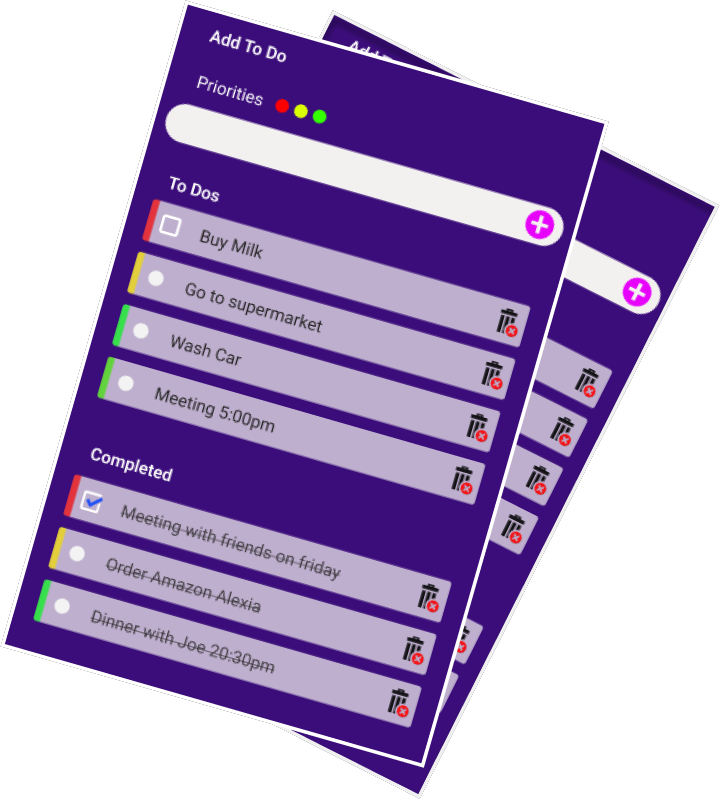 Add To Do
Priorities
To Dos
Buy Milk
Go to supermarket
Wash Car
Meeting 5:00pm
Completed
Meeting with friends on friday
Order Amazon Alexia
Dinner with Joe 20:30pm
Add